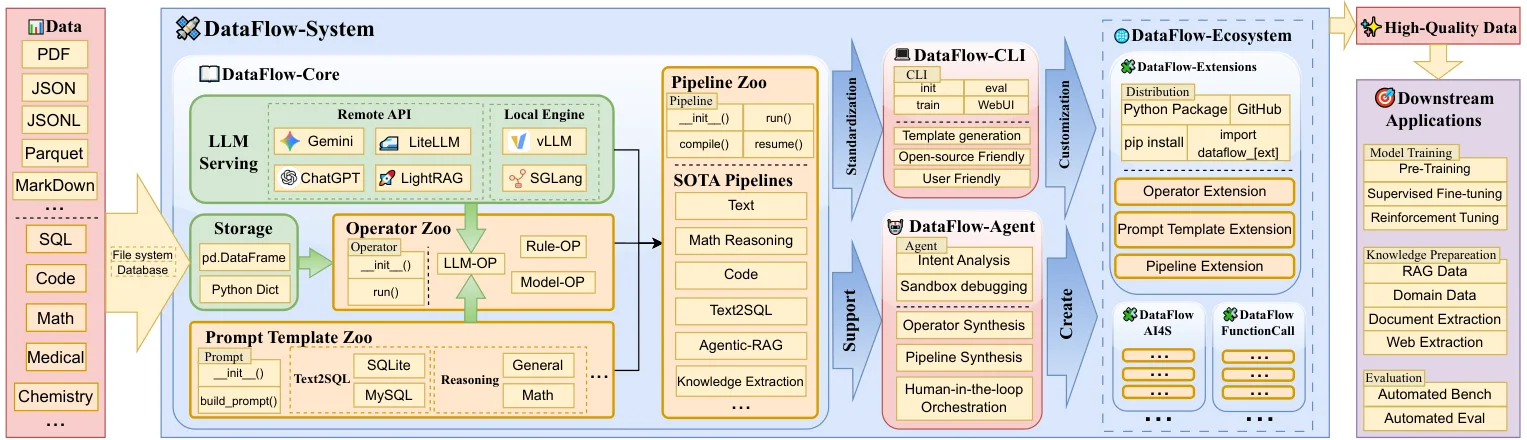 Data
PDF
JSON
JSONL
Parquet
MarkDown
...
SQL
Code
Math
Medical
Chemistry
...
File system
Database
DataFlow-System
DataFlow-Core
LLM
Serving
Remote API
Gemini
LiteLLM
ChatGPT
LightRAG
Local Engine
vLLM
SGLang
Storage
pd.DataFrame
Python Dict
Operator Zoo
Operator
__init__()
run()
LLM-OP
Rule-OP
Model-OP
Prompt Template Zoo
Prompt
__init__()
build_prompt()
Text2SQL
SQLite
MySQL
Reasoning
General
Math
...
Pipeline Zoo
Pipeline
__init__()
run()
compile()
resume()
SOTA Pipelines
Text
Math Reasoning
Code
Text2SQL
Agentic-RAG
Knowledge Extraction
...
Standardization
Support
DataFlow-CLI
CLI
init
eval
train
WebUI
Template generation
Open-source Friendly
User Friendly
DataFlow-Agent
Agent
Intent Analysis
Sandbox debugging
Operator Synthesis
Pipeline Synthesis
Human-in-the-loop
Orchestration
Customization
Create
DataFlow-Ecosystem
DataFlow-Extensions
Distribution
Python Package
GitHub
pip install
import
dataflow_[ext]
Operator Extension
Prompt Template Extension
Pipeline Extension
DataFlow
AI4S
...
...
...
...
DataFlow
FunctionCall
...
...
...
...
High-Quality Data
Downstream
Applications
Model Training
Pre-Training
Supervised Fine-tuning
Reinforcement Tuning
Knowledge Preparation
RAG Data
Domain Data
Document Extraction
Web Extraction
Evaluation
Automated Bench
Automated Eval